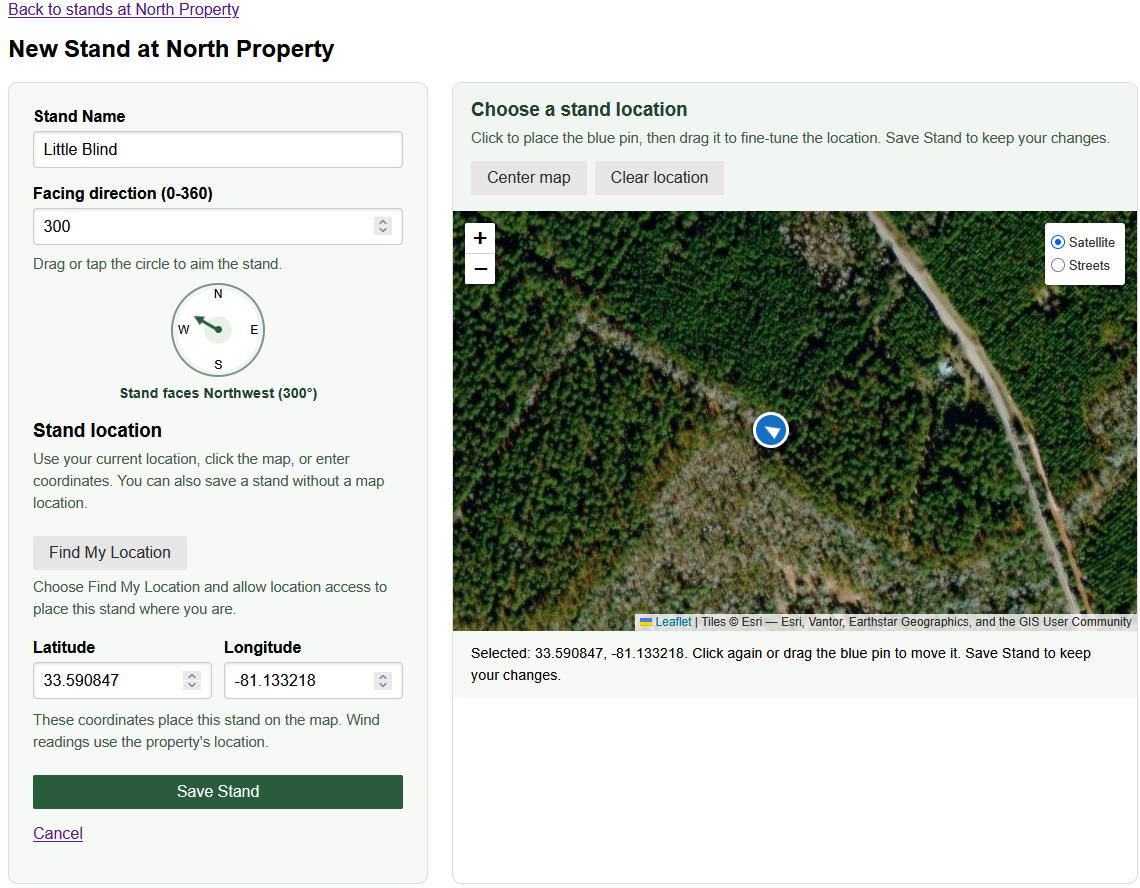 Back to stands at North Property
New Stand at North Property
Stand Name
Little Blind
Facing direction (0-360)
300
Drag or tap the circle to aim the stand.
N
W
E
S
Stand faces Northwest (300°)
Stand location
Use your current location, click the map, or enter
coordinates. You can also save a stand without a map
location.
Find My Location
Choose Find My Location and allow location access to
place this stand where you are.
Latitude
Longitude
33.590847
-81.133218
These coordinates place this stand on the map. Wind
readings use the property's location.
Save Stand
Cancel
Choose a stand location
Click to place the blue pin, then drag it to fine-tune the location. Save Stand to keep your changes.
Center map
Clear location
+
−
Satellite
Streets
Leaflet | Tiles © Esri — Esri, Vantor, Earthstar Geographics, and the GIS User Community
Selected: 33.590847, -81.133218. Click again or drag the blue pin to move it. Save Stand to keep
your changes.